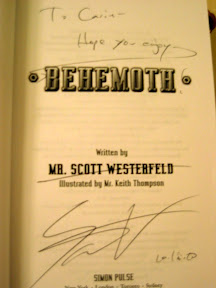 To
Hope you enjoy
BEHEMOTH!
Written by
MR. SCOTT WESTERFELD
Illustrated by Mr. Keith Thompson
SIMON PULSE
New York - London - Toronto - Sydney